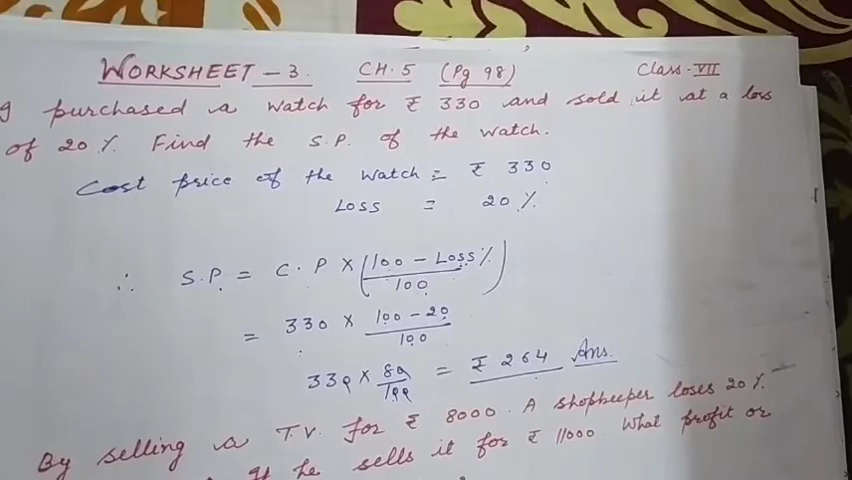 WORKSHEET - 3. CH. 5 (Pg 98) Class - VII
purchased a watch for ₹ 330 and sold it at a loss
of 20 %. Find the S.P. of the watch.
Cost price of the watch = ₹ 330
Loss = 20 %
∴ S.P. = C.P × (100 - Loss% / 100)
= 330 × 100 - 20 / 100
330 × 80 / 100 = ₹ 264 Ans.
By selling a T.V. for ₹ 8000. A shopkeeper loses 20 %.
he sells it for ₹ 11000. What profit or